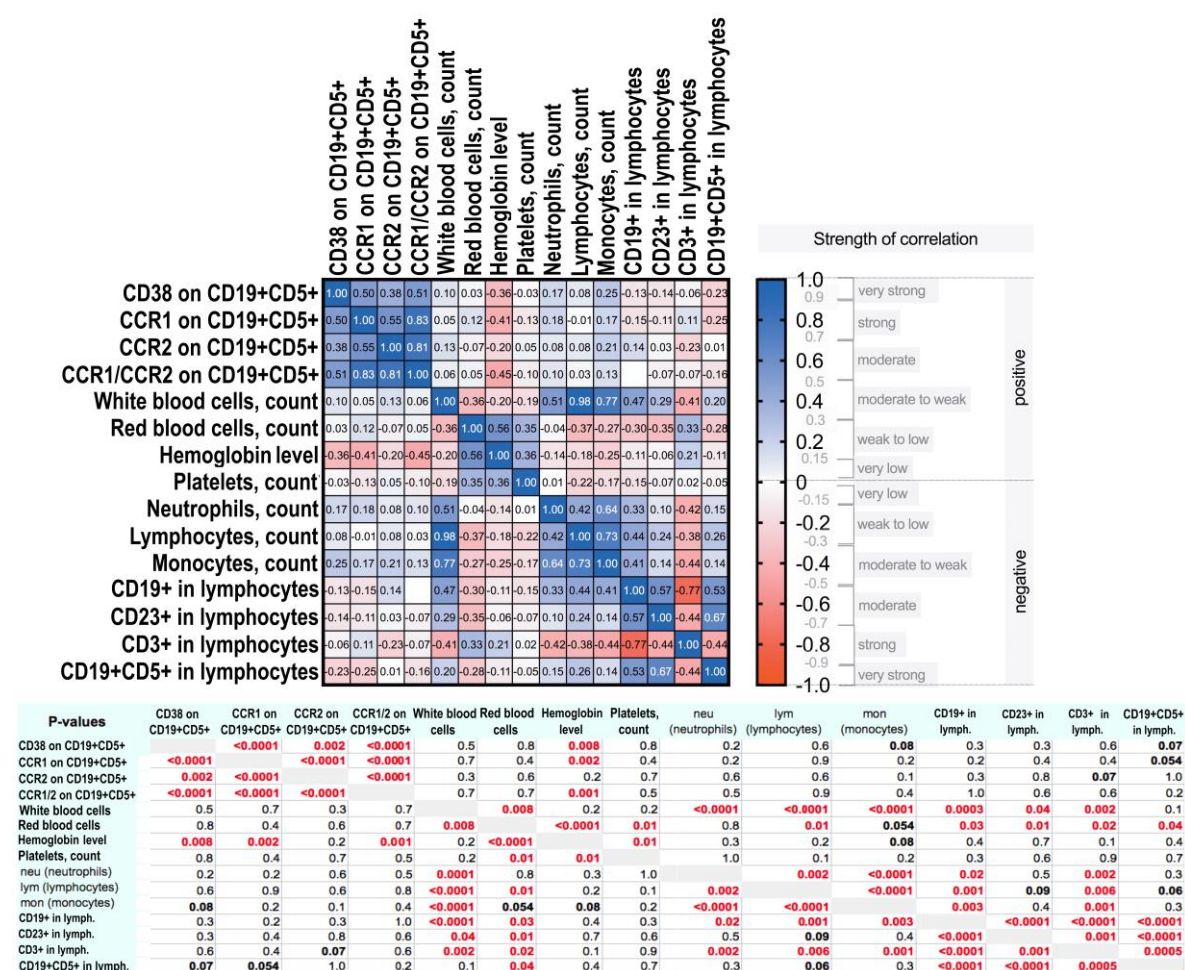 CD38 on CD19+CD5+
CCR1 on CD19+CD5+
CCR2 on CD19+CD5+
CCR1/CCR2 on CD19+CD5+
White blood cells, count
Red blood cells, count
Hemoglobin level
Platelets, count
Neutrophils, count
Lymphocytes, count
Monocytes, count
CD19+ in lymphocytes
CD23+ in lymphocytes
CD3+ in lymphocytes
CD19+CD5+ in lymphocytes
CD38 on CD19+CD5+ 1.00 0.50 0.38 0.51 0.10 0.03 -0.36 -0.03 0.17 0.08 0.25 -0.13 -0.14 -0.06 -0.23
CCR1 on CD19+CD5+ 0.50 1.00 0.55 0.83 0.05 0.12 -0.41 -0.13 0.18 -0.01 0.17 -0.15 -0.11 0.11 -0.25
CCR2 on CD19+CD5+ 0.38 0.55 1.00 0.81 0.13 -0.07 -0.20 0.05 0.08 0.08 0.21 0.14 0.03 -0.23 0.01
CCR1/CCR2 on CD19+CD5+ 0.51 0.83 0.81 1.00 0.06 0.05 -0.45 -0.10 0.10 0.03 0.13 -0.07 -0.07 -0.16
White blood cells, count 0.10 0.05 0.13 0.06 1.00 -0.36 -0.20 -0.19 0.51 0.98 0.77 0.47 0.29 -0.41 0.20
Red blood cells, count 0.03 0.12 -0.07 0.05 -0.36 1.00 0.56 0.35 -0.04 -0.37 -0.27 -0.30 -0.35 0.33 -0.28
Hemoglobin level -0.36 -0.41 -0.20 -0.45 -0.20 0.56 1.00 0.36 -0.14 -0.18 -0.25 -0.11 -0.06 0.21 -0.11
Platelets, count -0.03 -0.13 0.05 -0.10 -0.19 0.35 0.36 1.00 0.01 -0.22 -0.17 -0.15 -0.07 0.02 -0.05
Neutrophils, count 0.17 0.18 0.08 0.10 0.51 -0.04 -0.14 0.01 1.00 0.42 0.64 0.33 0.10 -0.42 0.15
Lymphocytes, count 0.08 -0.01 0.08 0.03 0.98 -0.37 -0.18 -0.22 0.42 1.00 0.73 0.44 0.24 -0.38 0.26
Monocytes, count 0.25 0.17 0.21 0.13 0.77 -0.27 -0.25 -0.17 0.64 0.73 1.00 0.41 0.14 -0.44 0.14
CD19+ in lymphocytes -0.13 -0.15 0.14 0.47 -0.30 -0.11 -0.15 0.33 0.44 0.41 1.00 0.57 -0.77 0.53
CD23+ in lymphocytes -0.14 -0.11 0.03 -0.07 0.29 -0.35 -0.06 -0.07 0.10 0.24 0.14 0.57 1.00 -0.44 0.67
CD3+ in lymphocytes -0.06 0.11 -0.23 -0.07 -0.41 0.33 0.21 0.02 -0.42 -0.38 -0.44 -0.77 -0.44 1.00 -0.44
CD19+CD5+ in lymphocytes -0.23 -0.25 0.01 -0.16 0.20 -0.28 -0.11 -0.05 0.15 0.26 0.14 0.53 0.67 -0.44 1.00
Strength of correlation
1.0
0.9 very strong
0.8 strong
0.7
0.6 moderate
0.5
0.4 moderate to weak
0.3
0.2 weak to low
0.15 very low
0
-0.15 very low
-0.2 weak to low
-0.3
-0.4 moderate to weak
-0.5
-0.6 moderate
-0.7
-0.8 strong
-0.9 very strong
-1.0
positive
negative
P-values CD38 on CD19+CD5+ CCR1 on CD19+CD5+ CCR2 on CD19+CD5+ CCR1/2 on CD19+CD5+ White blood cells Red blood cells Hemoglobin level Platelets, count neu (neutrophils) lym (lymphocytes) mon (monocytes) CD19+ in lymph. CD23+ in lymph. CD3+ in lymph. CD19+CD5+ in lymph.
CD38 on CD19+CD5+ <0.0001 0.002 <0.0001 0.5 0.8 0.008 0.8 0.2 0.6 0.08 0.3 0.3 0.6 0.07
CCR1 on CD19+CD5+ <0.0001 <0.0001 <0.0001 0.7 0.4 0.002 0.4 0.2 0.9 0.2 0.2 0.4 0.4 0.054
CCR2 on CD19+CD5+ 0.002 <0.0001 <0.0001 0.3 0.6 0.2 0.7 0.6 0.6 0.1 0.3 0.8 0.07 1.0
CCR1/2 on CD19+CD5+ <0.0001 <0.0001 <0.0001 0.7 0.7 0.001 0.5 0.5 0.9 0.4 1.0 0.6 0.6 0.2
White blood cells 0.5 0.7 0.3 0.7 0.008 0.2 0.2 <0.0001 <0.0001 <0.0001 0.0003 0.04 0.002 0.1
Red blood cells 0.8 0.4 0.6 0.7 0.008 <0.0001 0.01 0.8 0.01 0.054 0.03 0.01 0.02 0.04
Hemoglobin level 0.008 0.002 0.2 0.001 0.2 <0.0001 0.01 0.3 0.2 0.08 0.4 0.7 0.1 0.4
Platelets, count 0.8 0.4 0.7 0.5 0.2 0.01 0.01 1.0 0.1 0.2 0.3 0.6 0.9 0.7
neu (neutrophils) 0.2 0.2 0.6 0.5 0.0001 0.8 0.3 1.0 0.002 <0.0001 0.02 0.5 0.002 0.3
lym (lymphocytes) 0.6 0.9 0.6 0.8 <0.0001 0.01 0.2 0.1 0.002 <0.0001 0.001 0.09 0.006 0.06
mon (monocytes) 0.08 0.2 0.1 0.4 <0.0001 0.054 0.08 0.2 <0.0001 <0.0001 0.003 0.4 0.001 0.3
CD19+ in lymph. 0.3 0.2 0.3 1.0 <0.0001 0.03 0.4 0.3 0.02 0.001 0.003 <0.0001 <0.0001 <0.0001
CD23+ in lymph. 0.3 0.4 0.8 0.6 0.04 0.01 0.7 0.6 0.5 0.09 0.4 <0.0001 0.001 <0.0001
CD3+ in lymph. 0.6 0.4 0.07 0.6 0.002 0.02 0.1 0.9 0.002 0.006 0.001 <0.0001 0.001 0.0005
CD19+CD5+ in lymph. 0.07 0.054 1.0 0.2 0.1 0.04 0.4 0.7 0.3 0.06 0.3 <0.0001 <0.0001 0.0005